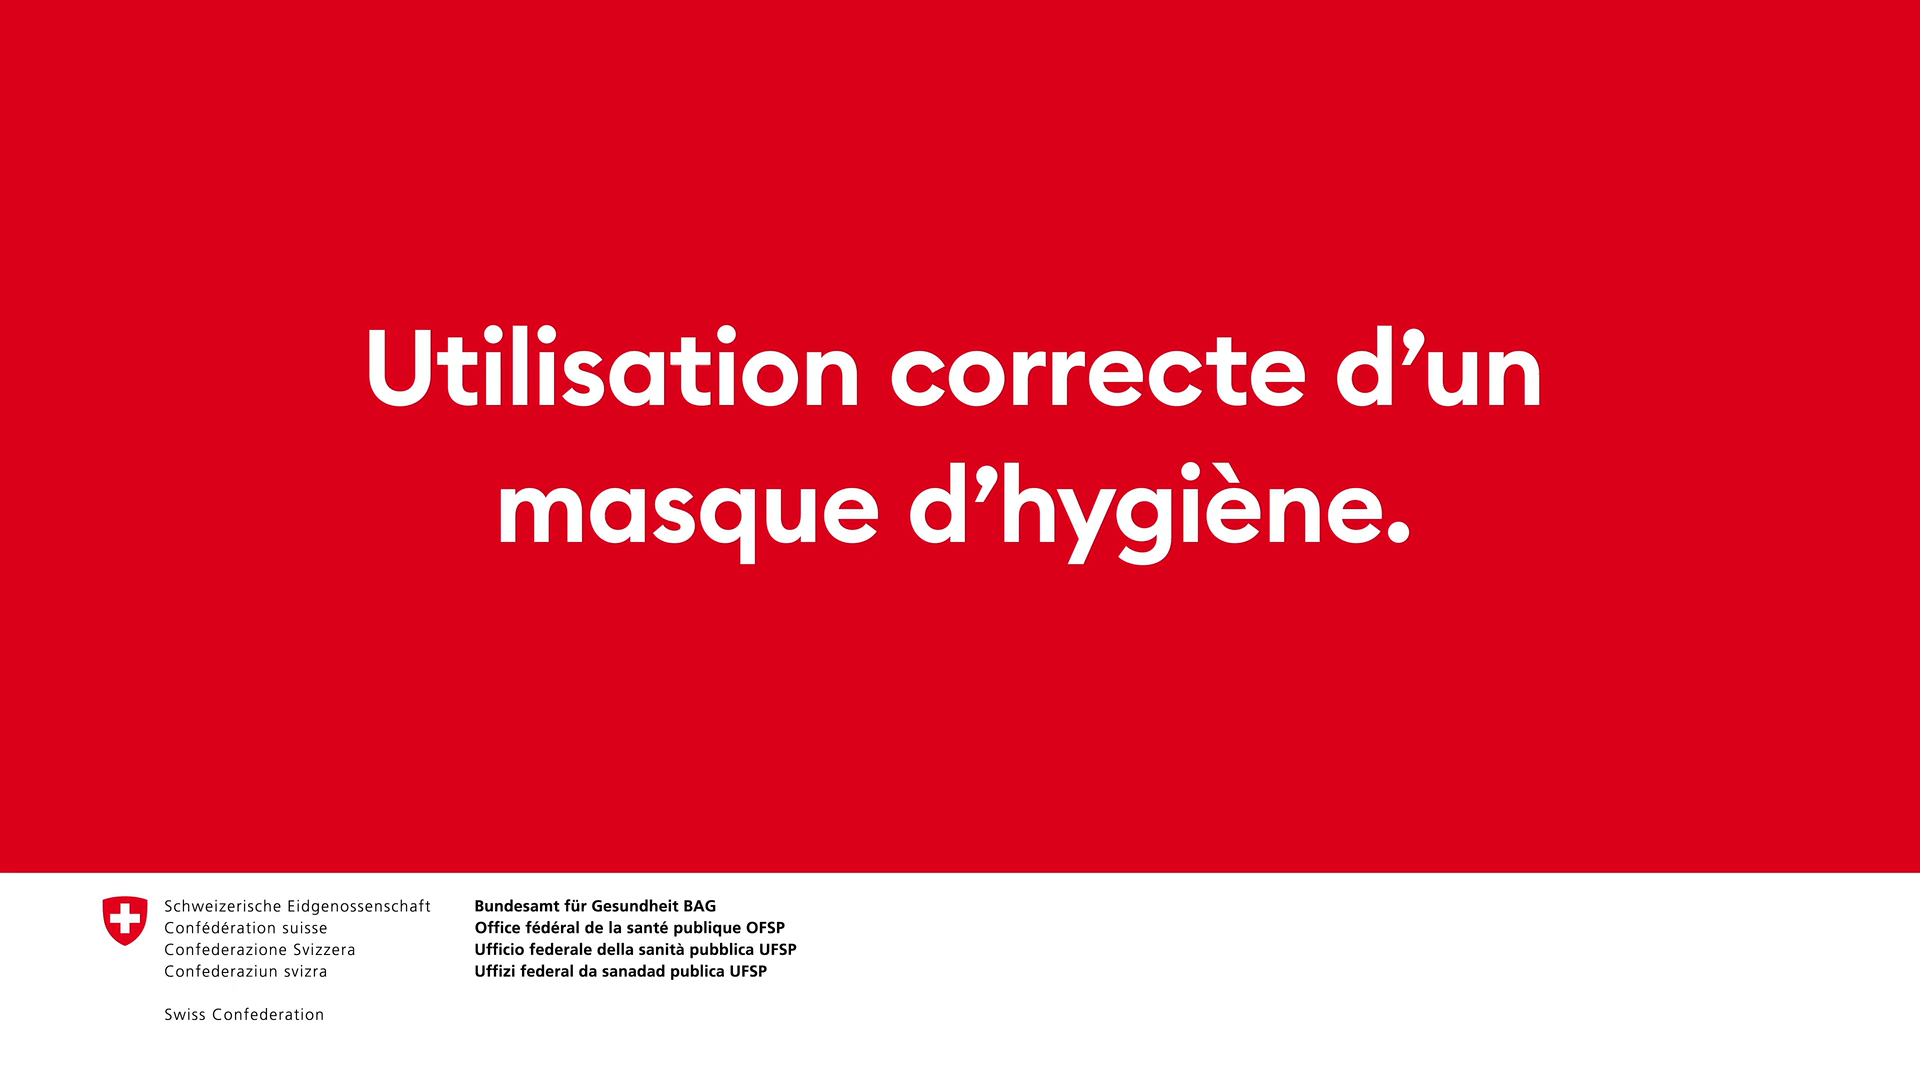 Utilisation correcte d’un
masque d’hygiène.
Schweizerische Eidgenossenschaft
Confédération suisse
Confederazione Svizzera
Confederaziun svizra
Swiss Confederation
Bundesamt für Gesundheit BAG
Office fédéral de la santé publique OFSP
Ufficio federale della sanità pubblica UFSP
Uffizi federal da sanadad publica UFSP